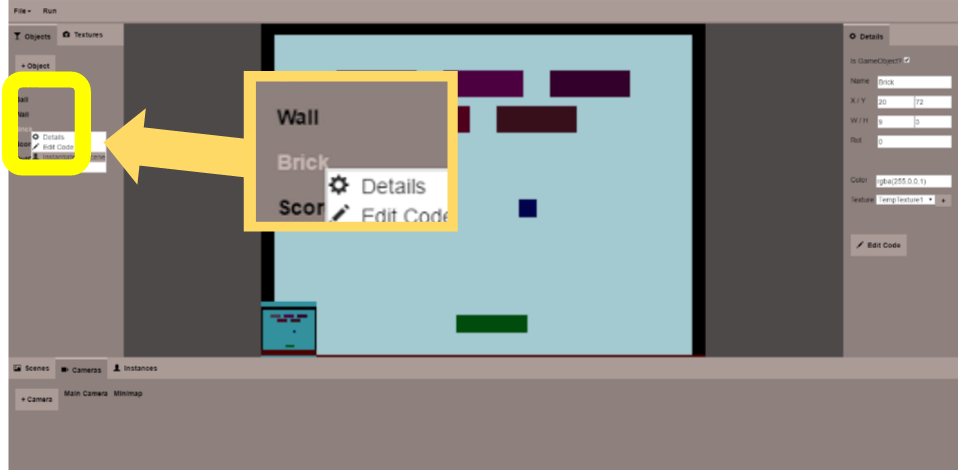 File Run
Objects Textures
+ Object
Wall
Brick
Details
Edit Code
Wall
Brick
Details
Edit Code
Details
Is GameObject?
Name Brick
X / Y 20 72
W / H 9 3
Rot 0
Color rgba(255,0,0,1)
Texture TempTexture1 +
Edit Code
Scenes Cameras Instances
+ Camera Main Camera Minimap